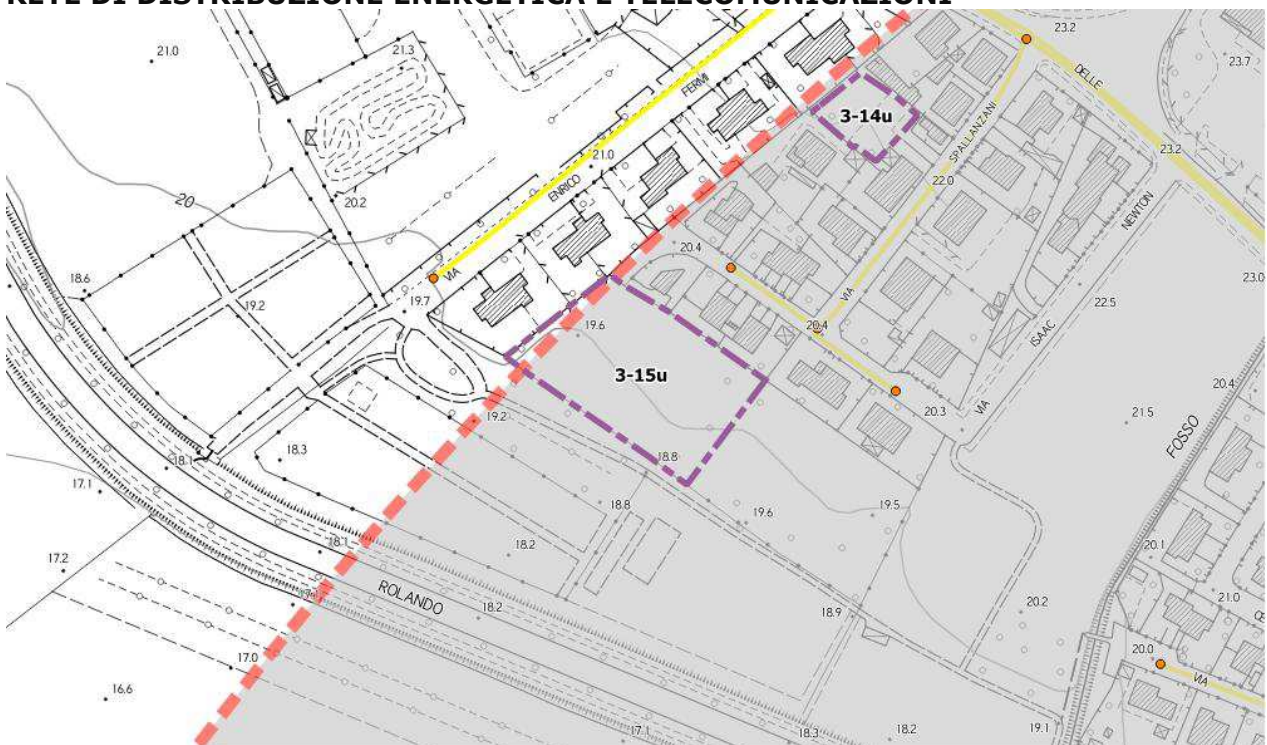 RETE DI DISTRIBUZIONE ENERGETICA E TELECOMUNICAZIONI
21.0
21.3
23.2
23.7
DELLE
FERMI
3-14u
SPALLANZANI
23.2
21.0
22.0
ENRICO
20
20.2
NEWTON
20.4
18.6
VIA
23.0
19.2
19.7
VIA
22.5
19.6
20.4
ISAAC
3-15u
20.4
20.3
VIA
19.2
21.5
FOSSO
18.3
18.8
18.1
17.1
18.8
19.6
19.5
18.1
18.2
20.1
17.2
ROLANDO
18.2
18.9
20.2
21.0
20.0
17.0
VIA
16.6
17.1
18.3
18.2
19.1